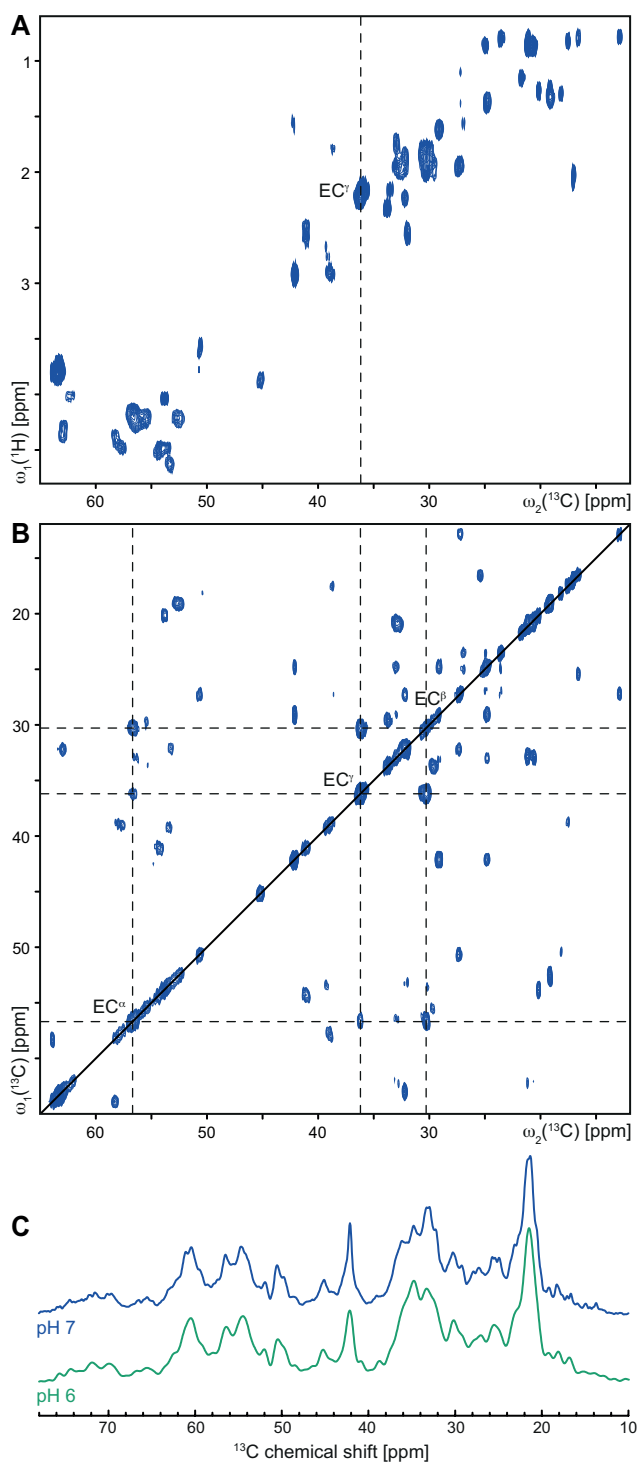 A
1
2
3
ECγ
ω1(1H) [ppm]
60
50
40
30
ω2(13C) [ppm]
B
20
30
40
50
ECβ
ECγ
ECα
ω1(13C) [ppm]
60
50
40
30
ω2(13C) [ppm]
C
pH 7
pH 6
70
60
50
40
30
20
10
13C chemical shift [ppm]